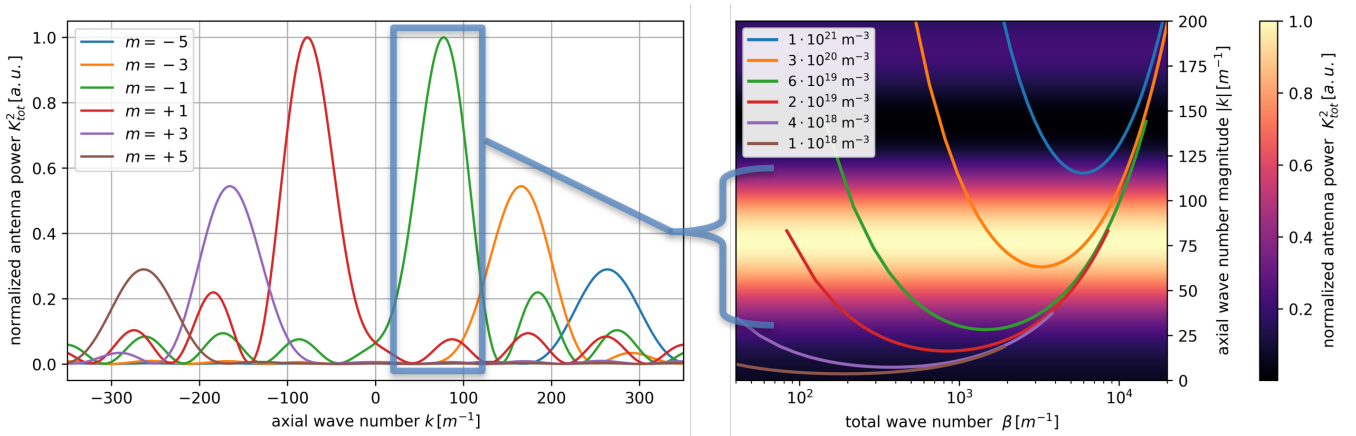 normalized antenna power K²_tot [a. u.]
1.0
0.8
0.6
0.4
0.2
0.0
m = − 5
m = − 3
m = − 1
m = + 1
m = + 3
m = + 5
−300
−200
−100
0
100
200
300
axial wave number k [m⁻¹]
1 · 10²¹ m⁻³
3 · 10²⁰ m⁻³
6 · 10¹⁹ m⁻³
2 · 10¹⁹ m⁻³
4 · 10¹⁸ m⁻³
1 · 10¹⁸ m⁻³
10²
10³
10⁴
total wave number β [m⁻¹]
200
175
150
125
100
75
50
25
0
axial wave number magnitude |k| [m⁻¹]
1.0
0.8
0.6
0.4
0.2
normalized antenna power K²_tot [a. u.]